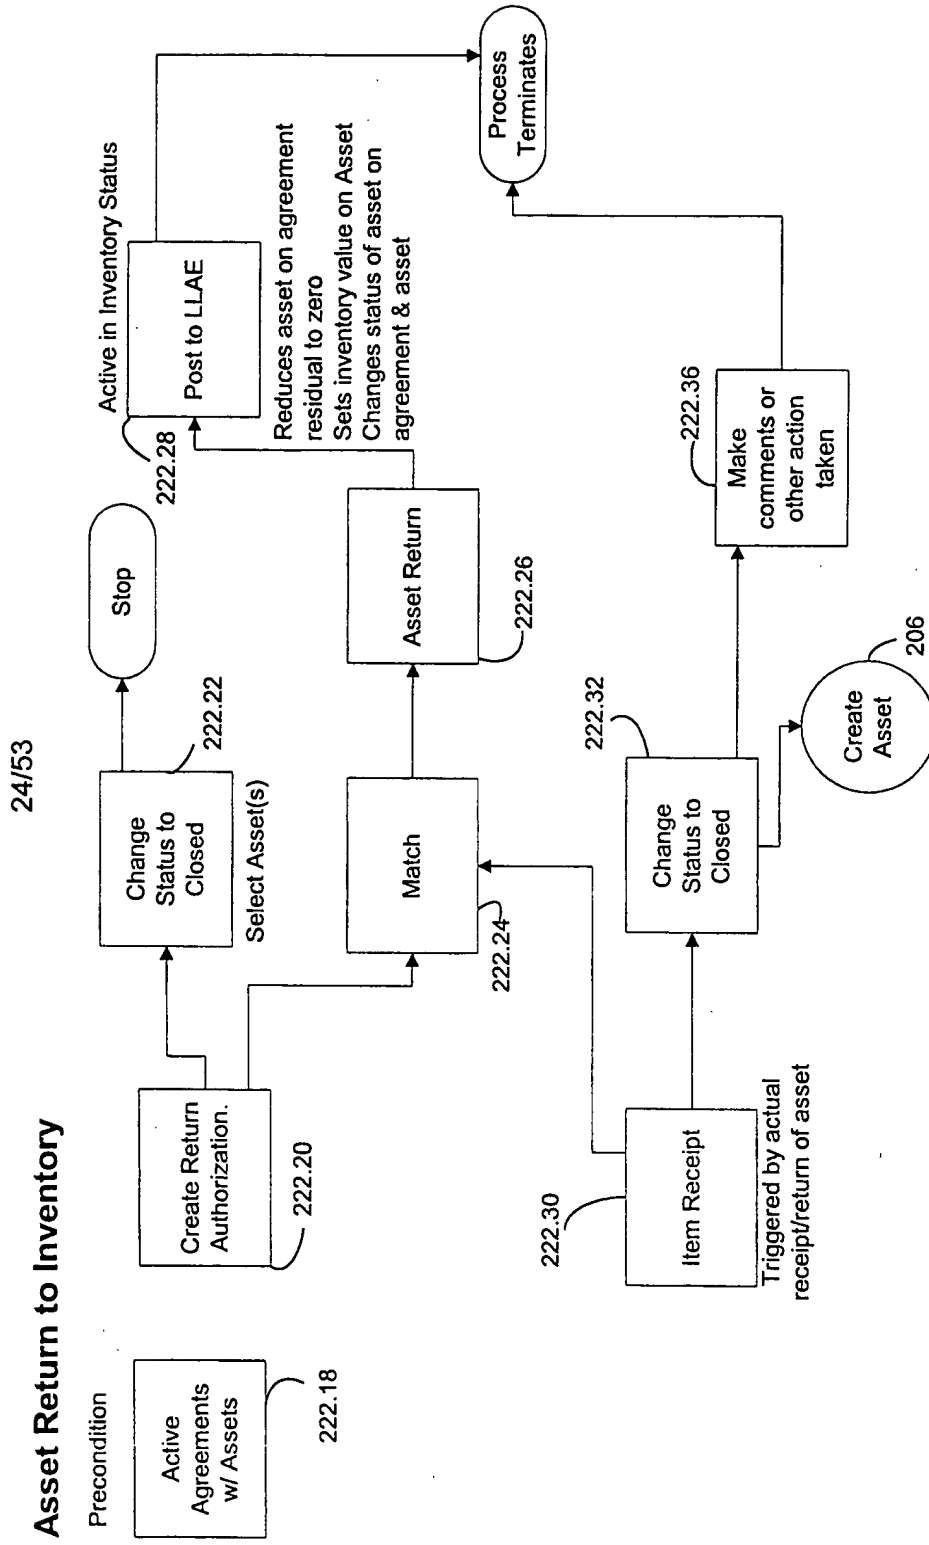 24/53
Asset Return to Inventory
Precondition
Active
Agreements
w/ Assets
222.18
Create Return
Authorization.
222.20
Change
Status to
Closed
222.22
Select Asset(s)
Stop
Match
222.24
Asset Return
222.26
Active in Inventory Status
Post to LLAE
222.28
Reduces asset on agreement
residual to zero
Sets inventory value on Asset
Changes status of asset on
agreement & asset
Process
Terminates
222.30
Item Receipt
Triggered by actual
receipt/return of asset
222.32
Change
Status to
Closed
Create
Asset
206
222.36
Make
comments or
other action
taken